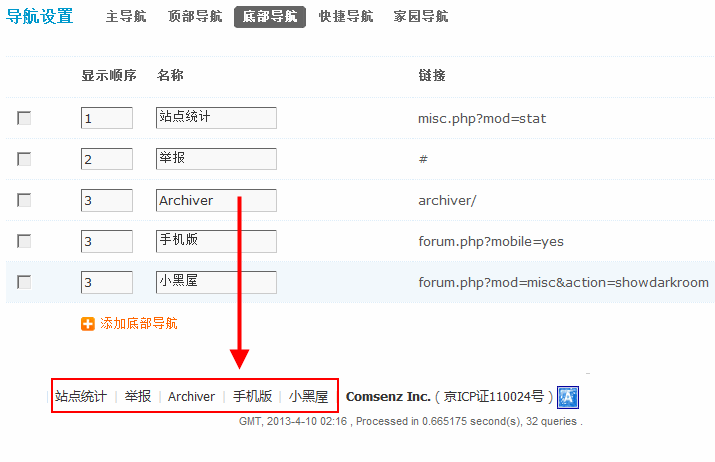 导航设置 主导航 顶部导航 底部导航 快捷导航 家园导航
显示顺序 名称 链接
1 站点统计 misc.php?mod=stat
2 举报 #
3 Archiver archiver/
3 手机版 forum.php?mobile=yes
3 小黑屋 forum.php?mod=misc&action=showdarkroom
添加底部导航
站点统计 | 举报 | Archiver | 手机版 | 小黑屋 Comsenz Inc. ( 京ICP证110024号 )
GMT, 2013-4-10 02:16 , Processed in 0.665175 second(s), 32 queries .